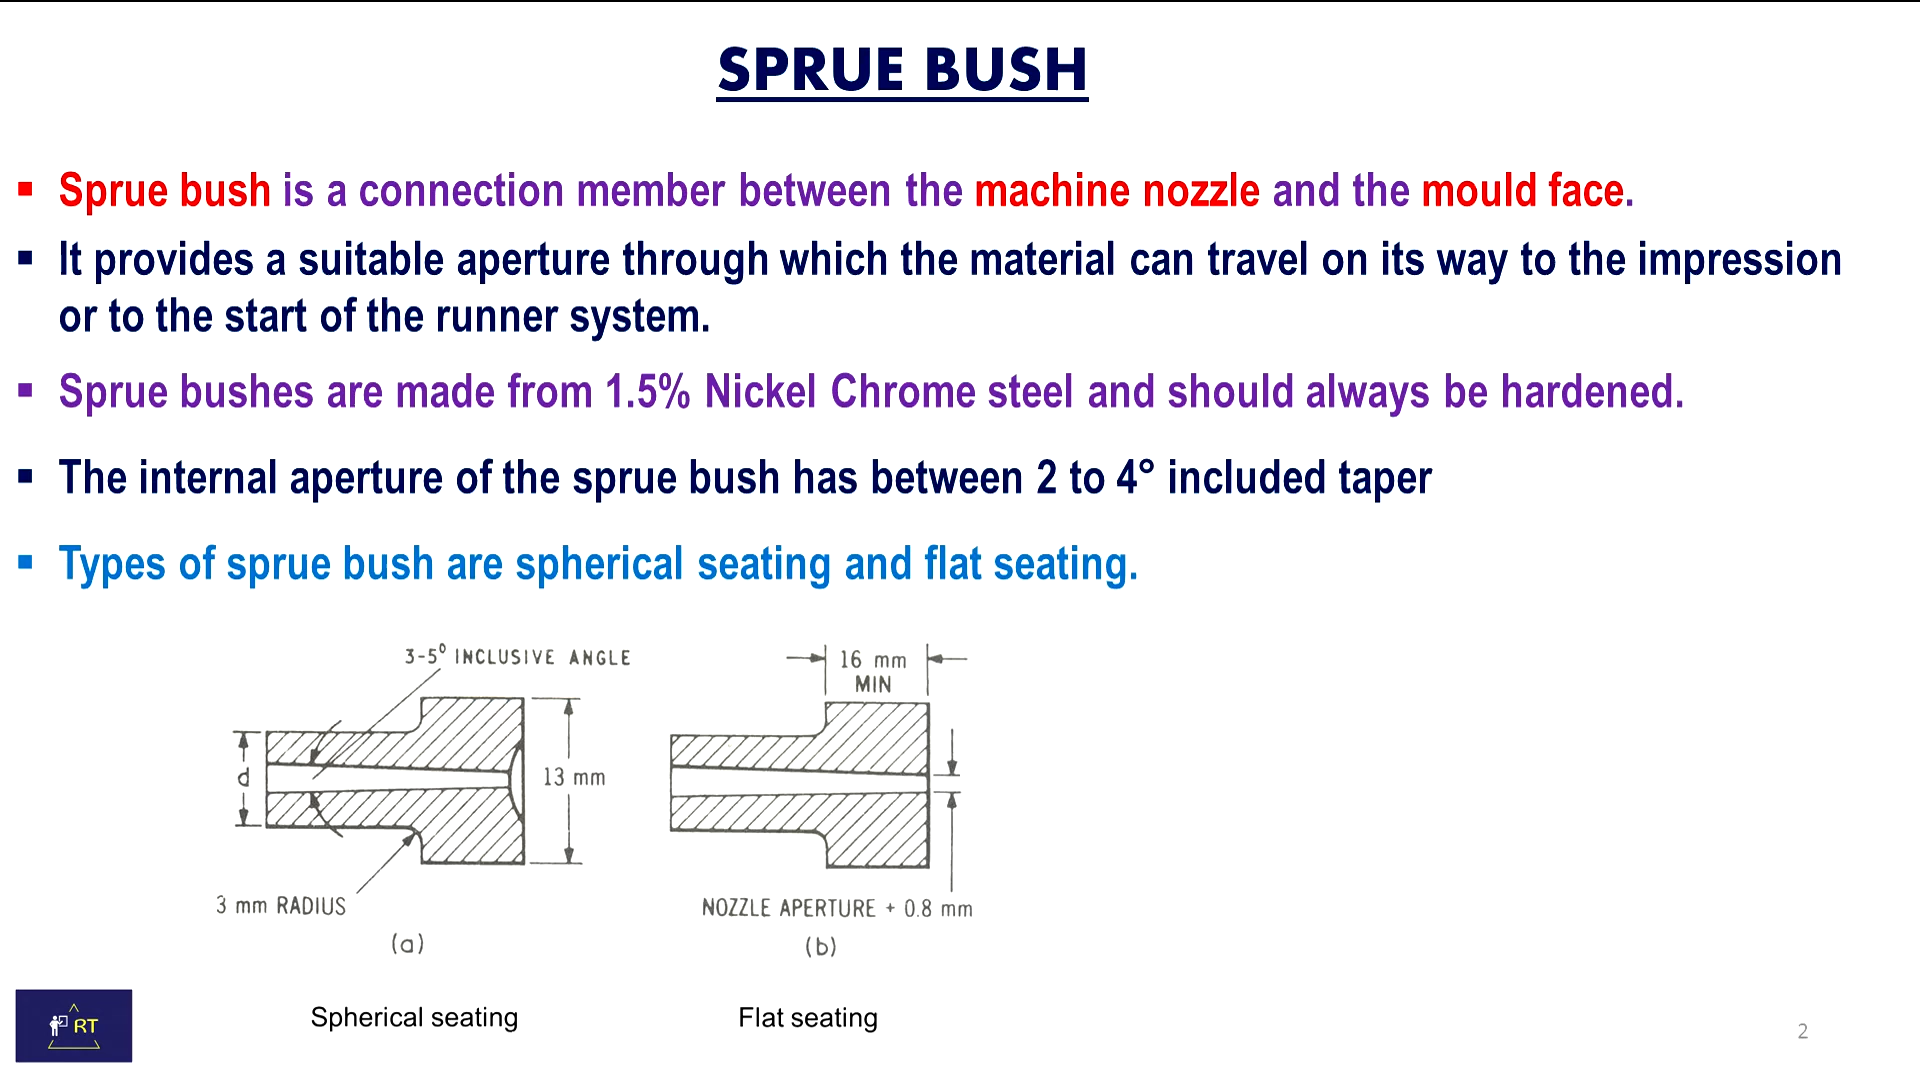 SPRUE BUSH
▪ Sprue bush is a connection member between the machine nozzle and the mould face.
▪ It provides a suitable aperture through which the material can travel on its way to the impression
or to the start of the runner system.
▪ Sprue bushes are made from 1.5% Nickel Chrome steel and should always be hardened.
▪ The internal aperture of the sprue bush has between 2 to 4° included taper
▪ Types of sprue bush are spherical seating and flat seating.
3-5° INCLUSIVE ANGLE
d
13 mm
3 mm RADIUS
(a)
16 mm
MIN
NOZZLE APERTURE + 0.8 mm
(b)
Spherical seating
Flat seating
RT
2